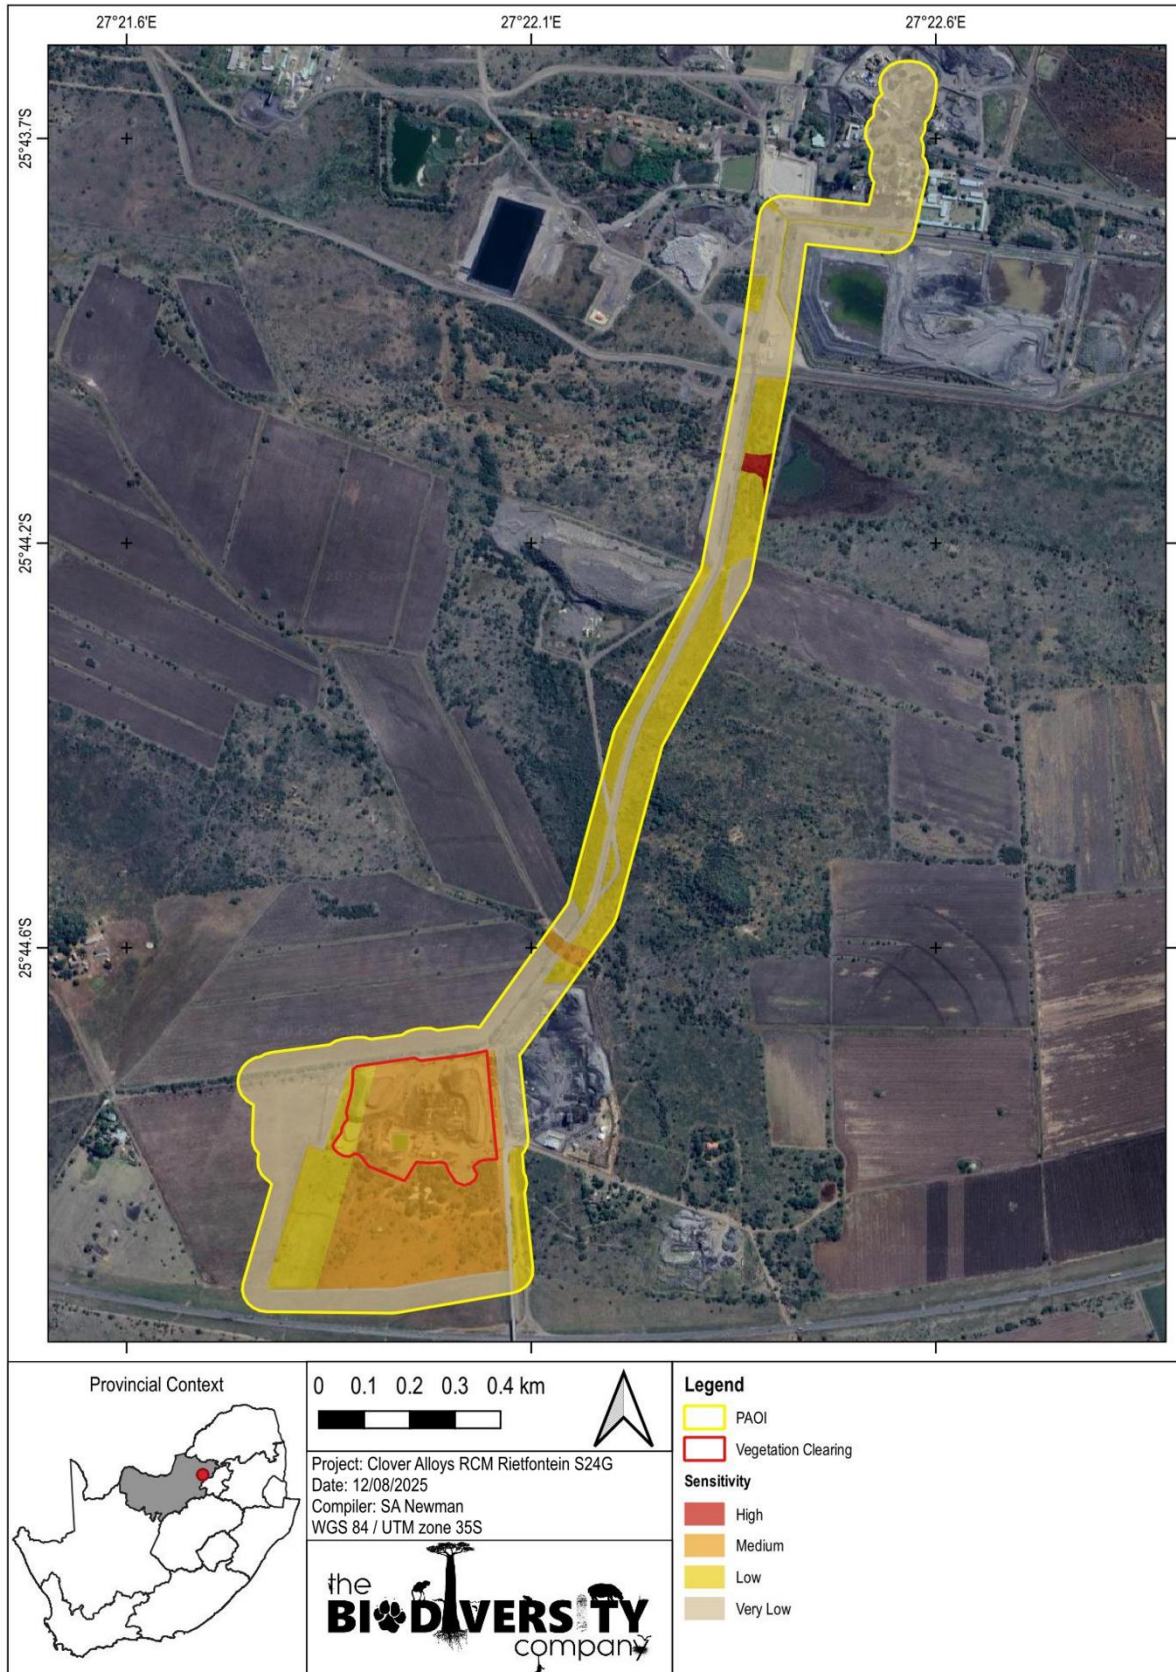 27°21.6'E 27°22.1'E 27°22.6'E
25°43.7'S
25°44.2'S
25°44.6'S
Provincial Context
0 0.1 0.2 0.3 0.4 km
Project: Clover Alloys RCM Rietfontein S24G
Date: 12/08/2025
Compiler: SA Newman
WGS 84 / UTM zone 35S
the
BIODIVERSITY
company
Legend
PAOI
Vegetation Clearing
Sensitivity
High
Medium
Low
Very Low